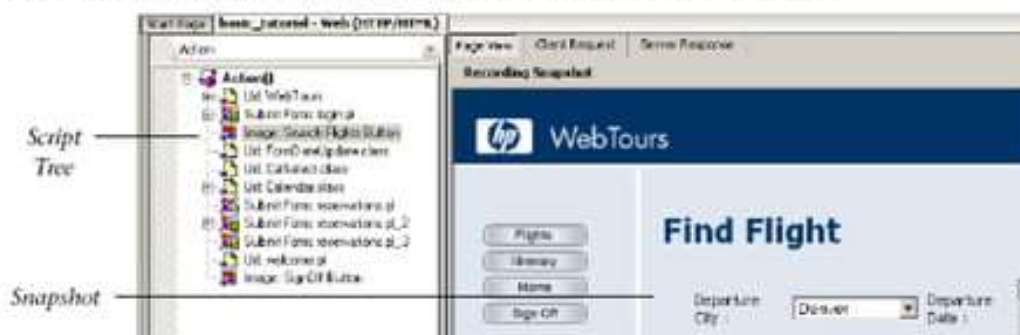 Start Page basic_tutorial - Web (HTTP/HTML)
Action
Page View Client Request Server Response
Recording Snapshot
Action()
Url: WebTours
Submit Form: login.pl
Image: Search Flights Button
Url: FormDateUpdate.class
Url: CalSelect.class
Url: Calendar.class
Submit Form: reservations.pl
Submit Form: reservations.pl_2
Submit Form: reservations.pl_3
Url: welcome.pl
Image: SignOff Button
Script
Tree
Snapshot
hp WebTours
Flights
Itinerary
Home
Sign Off
Find Flight
Departure
City :
Denver
Departure
Date :